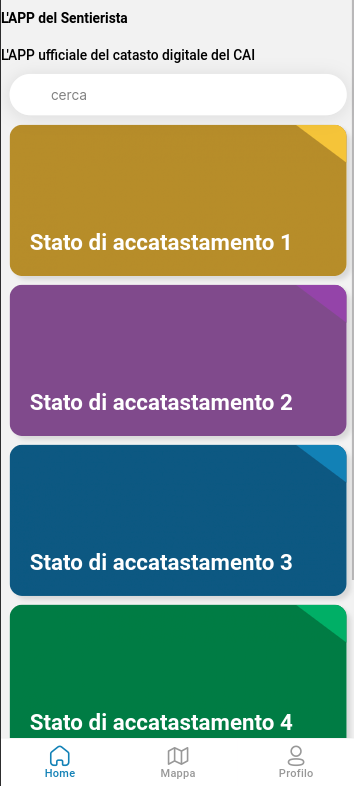 L'APP del Sentierista
L'APP ufficiale del catasto digitale del CAI
cerca
Stato di accatastamento 1
Stato di accatastamento 2
Stato di accatastamento 3
Stato di accatastamento 4
Home
Mappa
Profilo